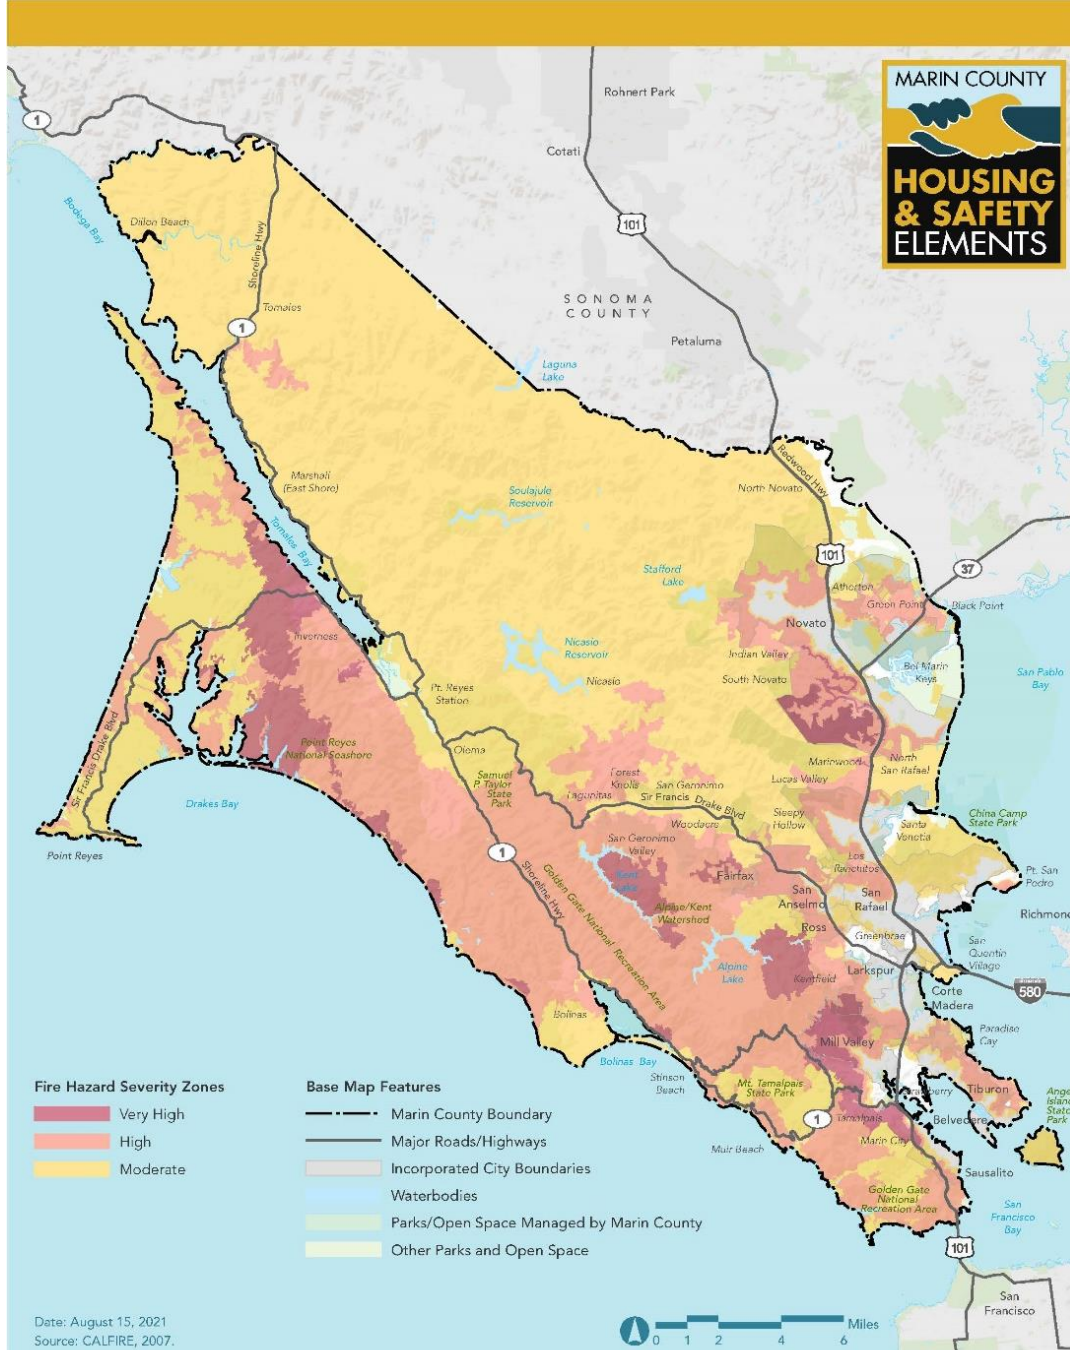 MARIN COUNTY
HOUSING
& SAFETY
ELEMENTS
1
Rohnert Park
Cotati
101
Bodega Bay
Dillon Beach
Shoreline Hwy
Tomales
1
SONOMA
COUNTY
Petaluma
Laguna
Lake
Marshall
(East Shore)
Tomales Bay
Soulajule
Reservoir
North Novato
Redwood Hwy
101
37
Stafford
Lake
Atherton
Green Point
Black Point
Novato
Inverness
Nicasio
Reservoir
Nicasio
Indian Valley
South Novato
Bel Marin
Keys
San Pablo
Bay
Pt. Reyes
Station
Sir Francis Drake Blvd
Point Reyes
National Seashore
Olema
Samuel
P. Taylor
State
Park
Drakes Bay
Marinwood
North
San Rafael
Lucas Valley
Forest
Knolls
San Geronimo
Lagunitas
Sir Francis Drake Blvd
Woodacre
Sleepy
Hollow
Santa
Venetia
China Camp
State Park
Point Reyes
1
Shoreline Hwy
Golden Gate National Recreation Area
San Geronimo
Valley
Kent
Lake
Fairfax
Los
Ranchitos
Pt. San
Pedro
San
Anselmo
San
Rafael
Alpine/Kent
Watershed
Ross
Richmond
Greenbrae
San
Quentin
Village
Alpine
Lake
Kentfield
Larkspur
580
Corte
Madera
Bolinas
Mill Valley
Paradise
Cay
Bolinas Bay
Stinson
Beach
Mt. Tamalpais
State Park
1
Tamalpais
Tiburon
Belvedere
Ange
Island
State
Park
Marin City
Muir Beach
Sausalito
Golden Gate
National
Recreation Area
San
Francisco
Bay
101
San
Francisco
Fire Hazard Severity Zones
Very High
High
Moderate
Base Map Features
Marin County Boundary
Major Roads/Highways
Incorporated City Boundaries
Waterbodies
Parks/Open Space Managed by Marin County
Other Parks and Open Space
Date: August 15, 2021
Source: CALFIRE, 2007.
Miles
0 1 2 4 6